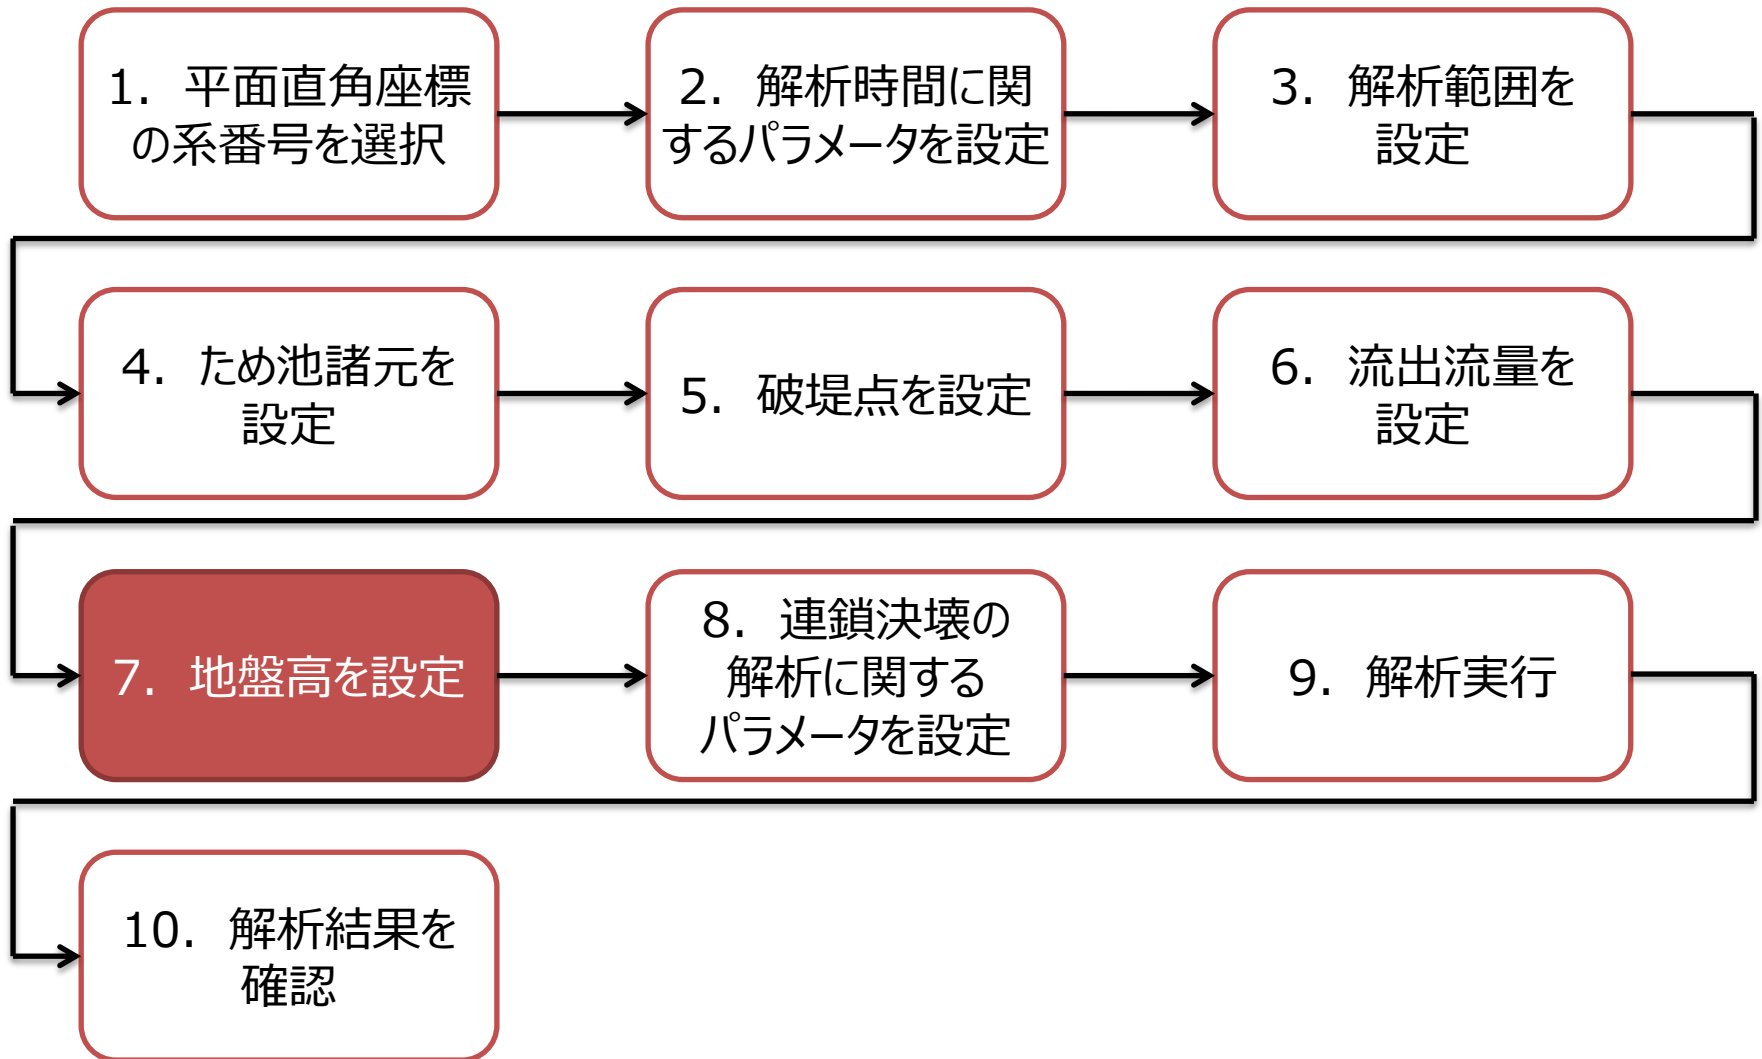 1. 平面直角座標
の系番号を選択
2. 解析時間に関
するパラメータを設定
3. 解析範囲を
設定
4. ため池諸元を
設定
5. 破堤点を設定
6. 流出流量を
設定
7. 地盤高を設定
8. 連鎖決壊の
解析に関する
パラメータを設定
9. 解析実行
10. 解析結果を
確認